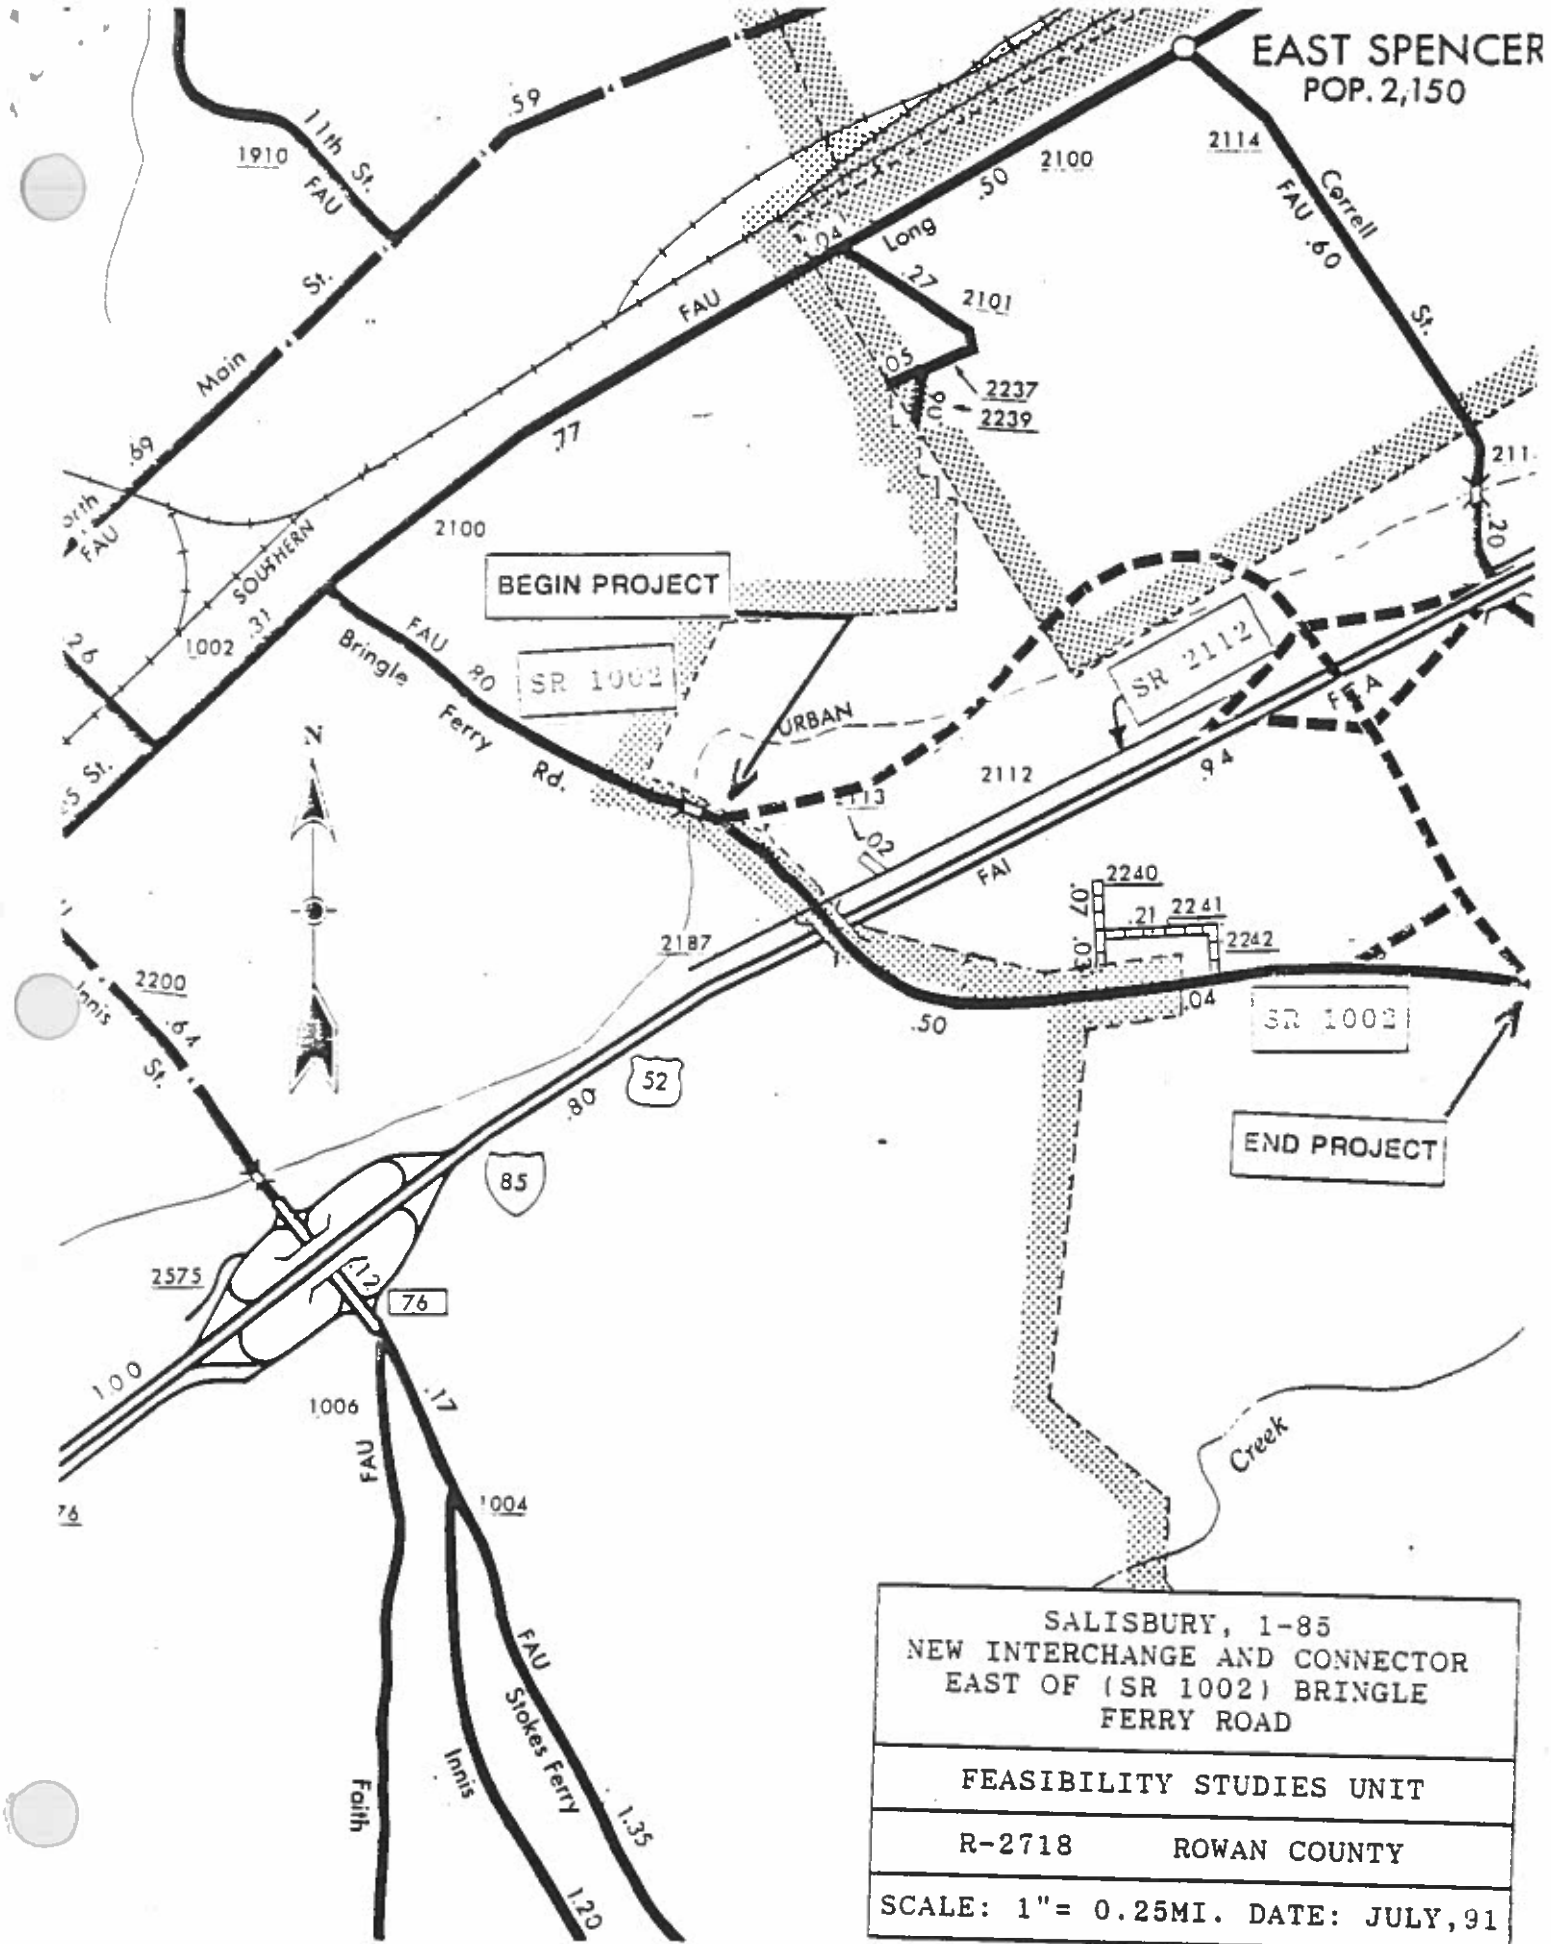 EAST SPENCER
POP. 2,150
.59
11th St.
FAU
1910
2114
2100
.50
Correll
St.
FAU .60
St.
.04
Long
.27
2101
FAU
Main
.05
2237
2239
.77
.69
FAU
211
2100
.20
SOUTHERN
BEGIN PROJECT
.31
1002
FAU
.80
Bringle
Ferry
Rd.
SR 1002
SR 2112
26
N
URBAN
St.
2112
.94
2113
.02
FAI
2240
.07
.03
.21
2241
2242
2187
2200
Innis
.64
St.
.04
.50
SR 1002
52
.80
END PROJECT
85
2575
.12
76
1.00
1006
.17
FAU
Creek
76
1004
SALISBURY, I-85
NEW INTERCHANGE AND CONNECTOR
EAST OF (SR 1002) BRINGLE
FERRY ROAD
FAU
Stokes Ferry
Innis
Faith
FEASIBILITY STUDIES UNIT
1.35
R-2718 ROWAN COUNTY
1.20
SCALE: 1"= 0.25MI. DATE: JULY,91